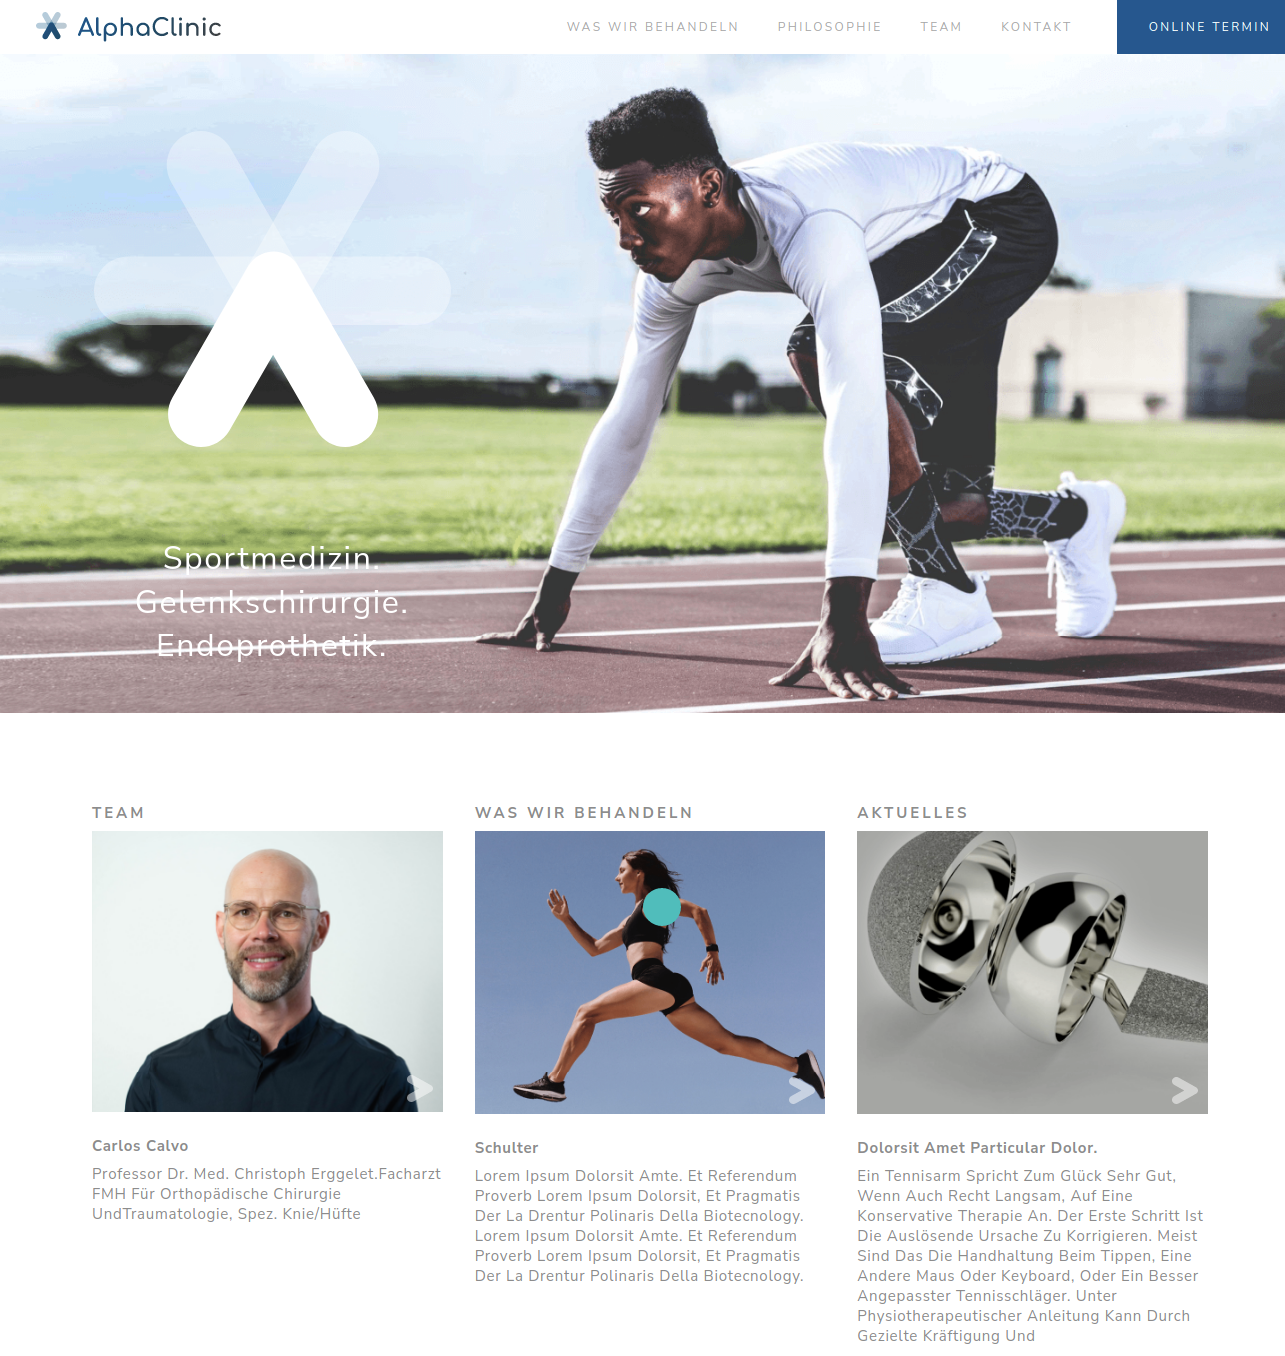 AlphaClinic
WAS WIR BEHANDELN
PHILOSOPHIE
TEAM
KONTAKT
ONLINE TERMIN
Sportmedizin.
Gelenkschirurgie.
Endoprothetik.
TEAM
Carlos Calvo
Professor Dr. Med. Christoph Erggelet.Facharzt
FMH Für Orthopädische Chirurgie
UndTraumatologie, Spez. Knie/Hüfte
WAS WIR BEHANDELN
Schulter
Lorem Ipsum Dolorsit Amte. Et Referendum
Proverb Lorem Ipsum Dolorsit, Et Pragmatis
Der La Drentur Polinaris Della Biotecnology.
Lorem Ipsum Dolorsit Amte. Et Referendum
Proverb Lorem Ipsum Dolorsit, Et Pragmatis
Der La Drentur Polinaris Della Biotecnology.
AKTUELLES
Dolorsit Amet Particular Dolor.
Ein Tennisarm Spricht Zum Glück Sehr Gut,
Wenn Auch Recht Langsam, Auf Eine
Konservative Therapie An. Der Erste Schritt Ist
Die Auslösende Ursache Zu Korrigieren. Meist
Sind Das Die Handhaltung Beim Tippen, Eine
Andere Maus Oder Keyboard, Oder Ein Besser
Angepasster Tennisschläger. Unter
Physiotherapeutischer Anleitung Kann Durch
Gezielte Kräftigung Und